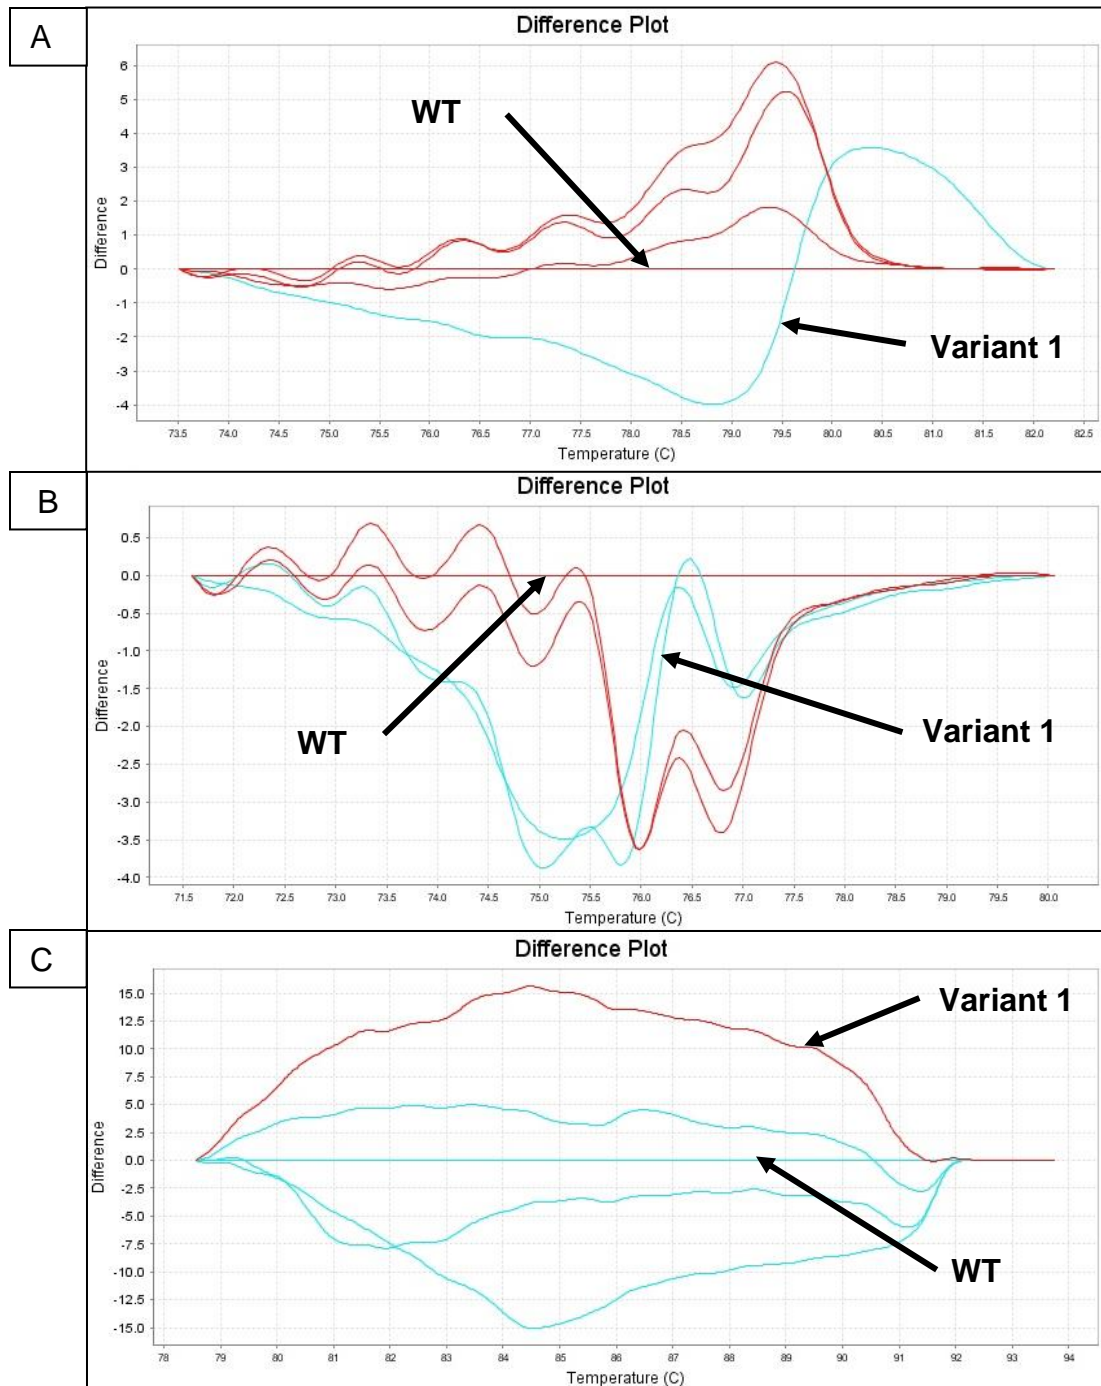 A
Difference Plot
6
5
4
3
2
1
0
-1
-2
-3
-4
Difference
WT
Variant 1
73.5 74.0 74.5 75.0 75.5 76.0 76.5 77.0 77.5 78.0 78.5 79.0 79.5 80.0 80.5 81.0 81.5 82.0 82.5
Temperature (C)
B
Difference Plot
0.5
0.0
-0.5
-1.0
-1.5
-2.0
-2.5
-3.0
-3.5
-4.0
Difference
WT
Variant 1
71.5 72.0 72.5 73.0 73.5 74.0 74.5 75.0 75.5 76.0 76.5 77.0 77.5 78.0 78.5 79.0 79.5 80.0
Temperature (C)
C
Difference Plot
15.0
12.5
10.0
7.5
5.0
2.5
0.0
-2.5
-5.0
-7.5
-10.0
-12.5
-15.0
Difference
Variant 1
WT
78 79 80 81 82 83 84 85 86 87 88 89 90 91 92 93 94
Temperature (C)